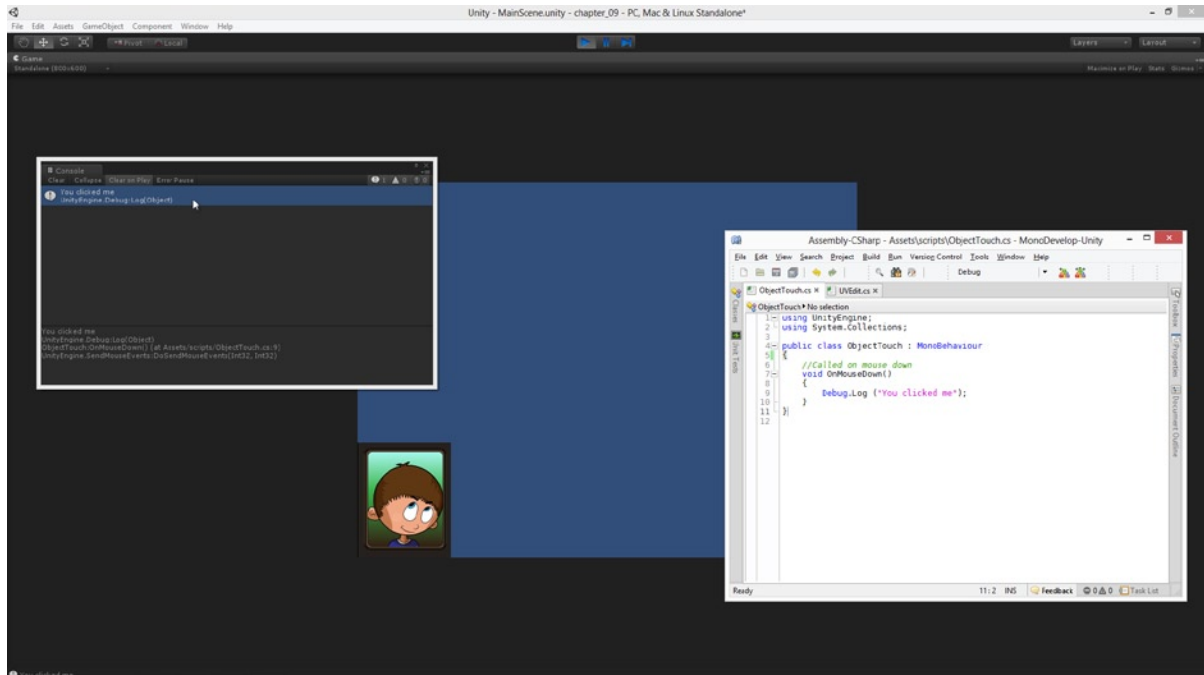 Unity - MainScene.unity - chapter_09 - PC, Mac & Linux Standalone*
File Edit Assets GameObject Component Window Help
Pivot Local
Layers Layout
Game
Standalone (800x600)
Maximize on Play Stats Gizmos
Console
Clear Collapse Clear on Play Error Pause
1 0 0
You clicked me
UnityEngine.Debug:Log(Object)
You clicked me
UnityEngine.Debug:Log(Object)
ObjectTouch:OnMouseDown() (at Assets/scripts/ObjectTouch.cs:9)
UnityEngine.SendMouseEvents:DoSendMouseEvents(Int32, Int32)
Assembly-CSharp - Assets\scripts\ObjectTouch.cs - MonoDevelop-Unity
File Edit View Search Project Build Run Version Control Tools Window Help
Debug
ObjectTouch.cs × UVEdit.cs ×
ObjectTouch No selection
Classes
Unit Tests
1 using UnityEngine;
2 using System.Collections;
3
4 public class ObjectTouch : MonoBehaviour
5 {
6 //Called on mouse down
7 void OnMouseDown()
8 {
9 Debug.Log ("You clicked me");
10 }
11 }
12
Toolbox
Properties
Document Outline
Ready
11:2 INS Feedback 0 0 Task List
You clicked me